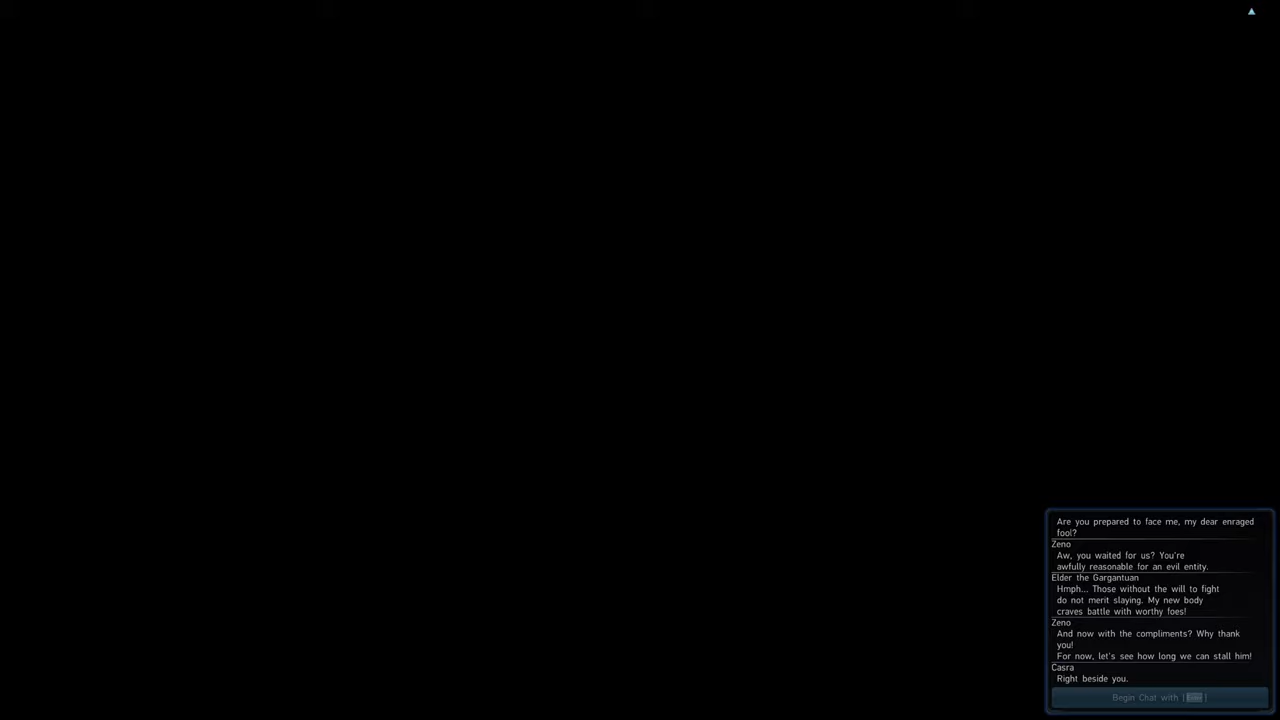 Are you prepared to face me, my dear enraged
fool?
Zeno
Aw, you waited for us? You're
awfully reasonable for an evil entity.
Elder the Gargantuan
Hmph... Those without the will to fight
do not merit slaying. My new body
craves battle with worthy foes!
Zeno
And now with the compliments? Why thank
you!
For now, let's see how long we can stall him!
Casra
Right beside you.
Begin Chat with [ ]